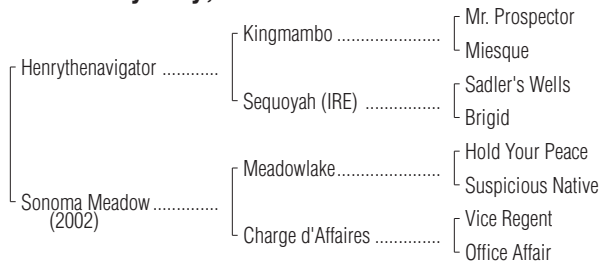 Mr. Prospector
Kingmambo ..................
Miesque
Henrythenavigator ............
Sadler's Wells
Sequoyah (IRE) .................
Brigid
Hold Your Peace
Meadowlake........................
Suspicious Native
Sonoma Meadow..............
(2002)
Vice Regent
Charge d'Affaires ...............
Office Affair